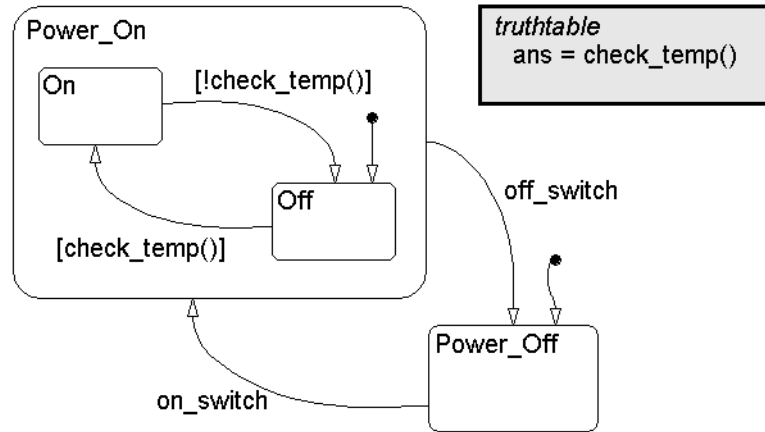 Power_On
truthtable
ans = check_temp()
On
[!check_temp()]
Off
off_switch
[check_temp()]
Power_Off
on_switch